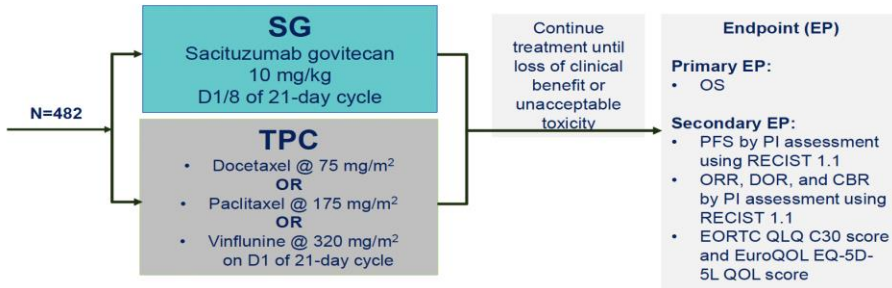 N=482
SG
Sacituzumab govitecan
10 mg/kg
D1/8 of 21-day cycle
TPC
• Docetaxel @ 75 mg/m²
OR
• Paclitaxel @ 175 mg/m²
OR
• Vinflunine @ 320 mg/m²
on D1 of 21-day cycle
Continue
treatment until
loss of clinical
benefit or
unacceptable
toxicity
Endpoint (EP)
Primary EP:
• OS
Secondary EP:
• PFS by PI assessment
using RECIST 1.1
• ORR, DOR, and CBR
by PI assessment using
RECIST 1.1
• EORTC QLQ C30 score
and EuroQOL EQ-5D-
5L QOL score